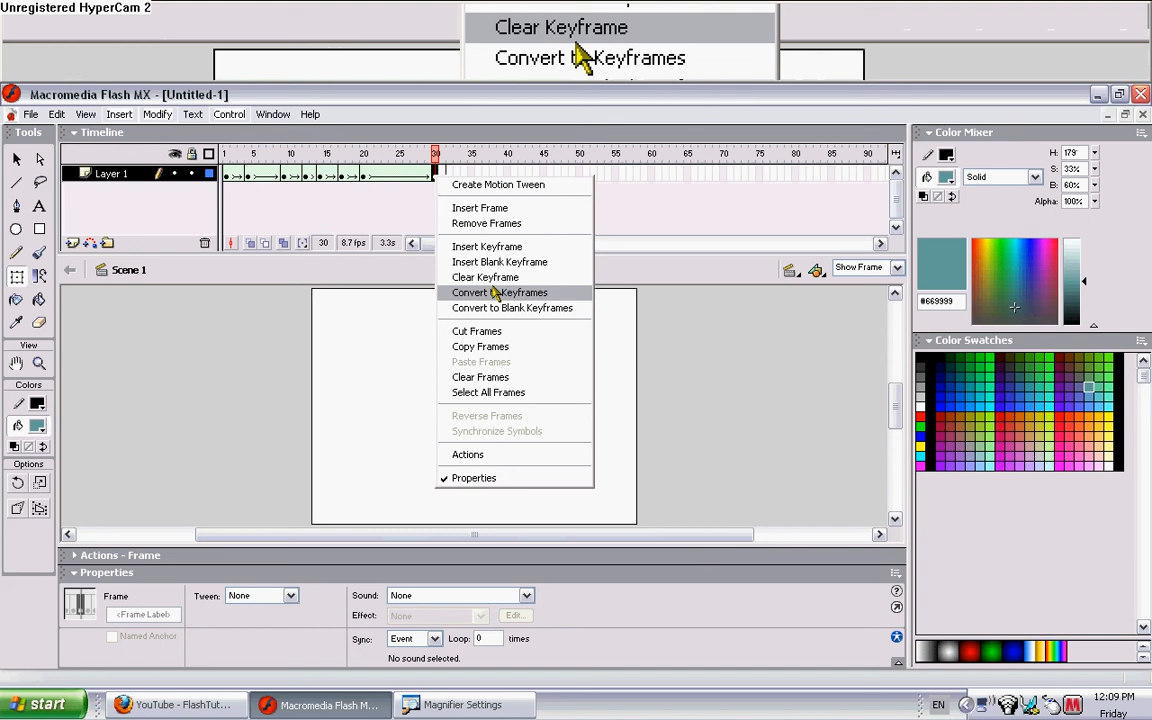 Unregistered HyperCam 2
Clear Keyframe
Convert to Keyframes
Macromedia Flash MX - [Untitled-1]
File Edit View Insert Modify Text Control Window Help
Tools
Timeline
Color Mixer
1 5 10 15 20 25 30 35 40 45 50 55 60 65 70 75 80 85 90
Layer 1
H: 179°
S: 33%
B: 60%
Alpha: 100%
Solid
#669999
30 8.7 fps 3.3s
Scene 1
Show Frame
Create Motion Tween
Insert Frame
Remove Frames
Insert Keyframe
Insert Blank Keyframe
Clear Keyframe
Convert to Keyframes
Convert to Blank Keyframes
Cut Frames
Copy Frames
Paste Frames
Clear Frames
Select All Frames
Reverse Frames
Synchronize Symbols
Actions
Properties
View
Colors
Options
Color Swatches
Actions - Frame
Properties
Frame
Tween: None
Sound: None
<Frame Label>
Effect: None Edit...
Named Anchor
Sync: Event Loop: 0 times
No sound selected.
start
YouTube - FlashTut...
Macromedia Flash M...
Magnifier Settings
EN
12:09 PM
Friday